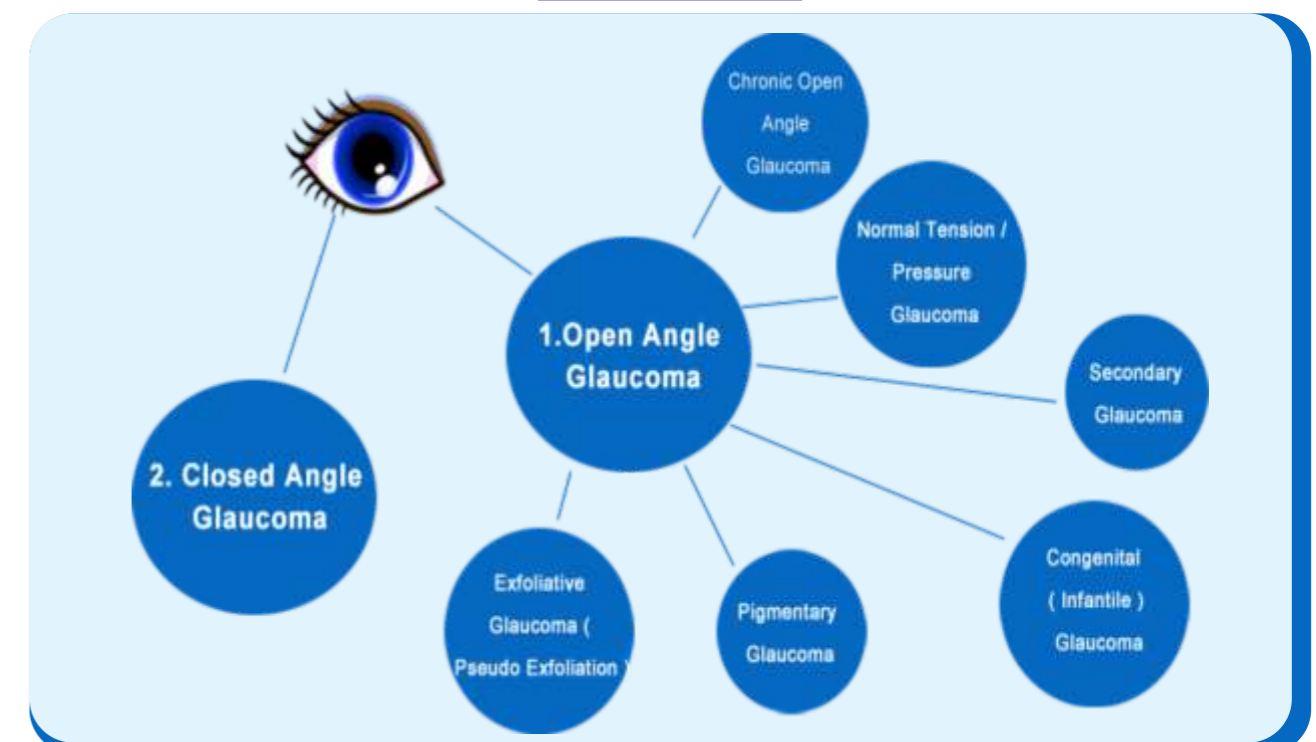 Chronic Open
Angle
Glaucoma
Normal Tension /
Pressure
Glaucoma
1.Open Angle
Glaucoma
Secondary
Glaucoma
2. Closed Angle
Glaucoma
Exfoliative
Glaucoma (
Pseudo Exfoliation )
Pigmentary
Glaucoma
Congenital
( Infantile )
Glaucoma